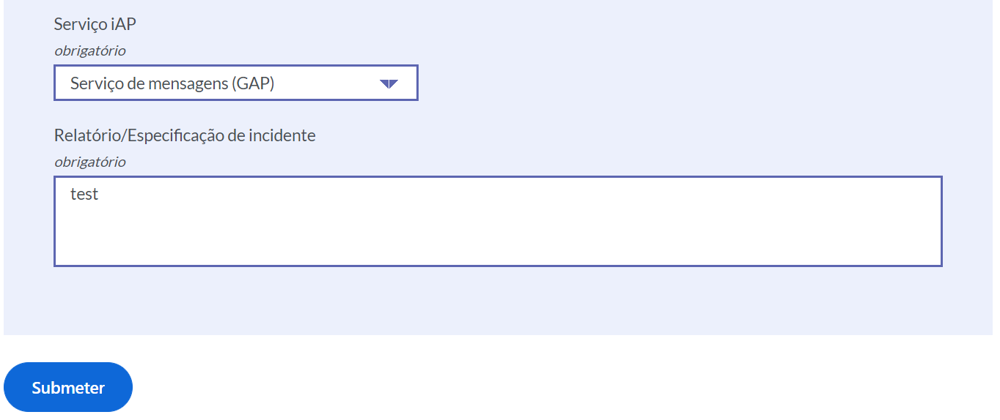 Serviço iAP
obrigatório
Serviço de mensagens (GAP)
Relatório/Especificação de incidente
obrigatório
test
Submeter